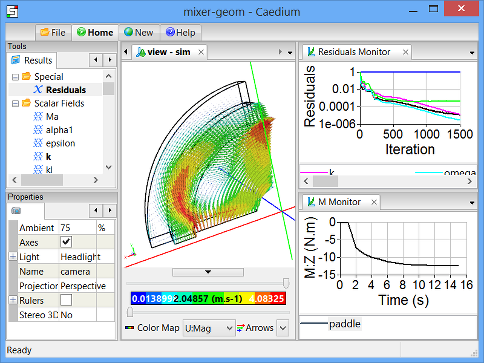 mixer-geom - Caedium
File Home New Help
Tools
Results
Special
Residuals
Scalar Fields
Ma
alpha1
epsilon
k
kl
Properties
Ambient 75 %
Axes
Light Headlight
Name camera
Projection Perspective
Rulers
Stereo 3D No
view - sim
0.013899 2.04857 (m.s-1) 4.08325
Color Map U:Mag Arrows
Residuals Monitor
Residuals
1
0.01
0.0001
1e-006
0 500 1000 1500
Iteration
k omega
M Monitor
M:Z (N.m)
0
-5
-10
-15
0 2 4 6 8 10 12 14 16
Time (s)
paddle
Ready